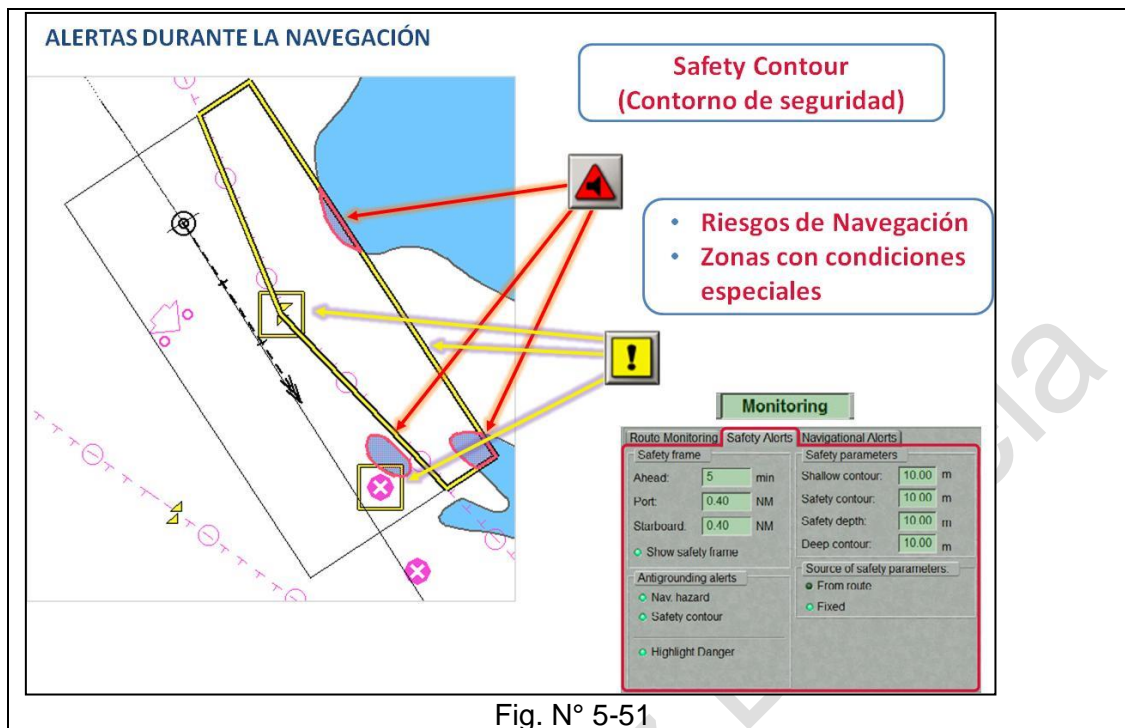 ALERTAS DURANTE LA NAVEGACIÓN
Safety Contour
(Contorno de seguridad)
• Riesgos de Navegación
• Zonas con condiciones
especiales
!
Monitoring
Route Monitoring Safety Alerts Navigational Alerts
Safety frame
Ahead: 5 min
Port: 0.40 NM
Starboard: 0.40 NM
Show safety frame
Antigrounding alerts
Nav. hazard
Safety contour
Highlight Danger
Safety parameters
Shallow contour: 10.00 m
Safety contour: 10.00 m
Safety depth: 10.00 m
Deep contour: 10.00 m
Source of safety parameters:
From route
Fixed
Fig. N° 5-51